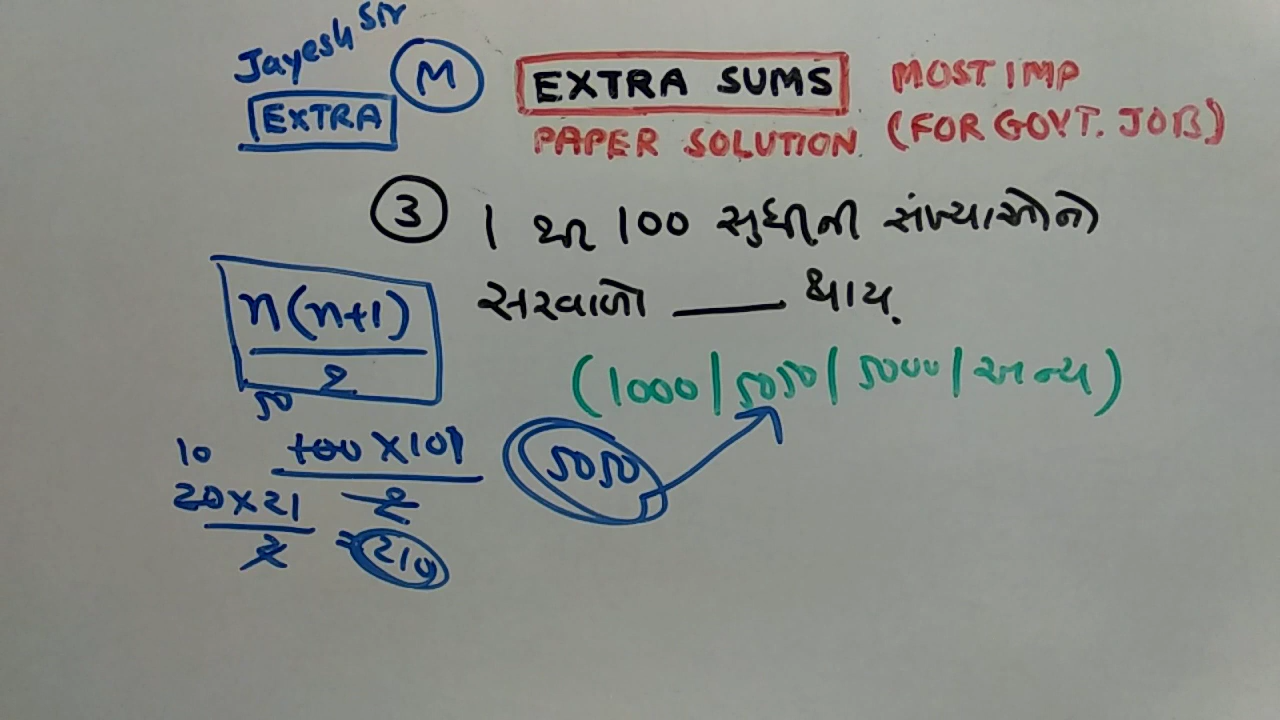 Jayesh Sir
M
EXTRA
EXTRA SUMS
MOST IMP
PAPER SOLUTION
(FOR GOVT. JOB)
3
1 થી 100 સુધીની સંખ્યાઓનો
સરવાળો ___ થાય.
(1000 | 5050 | 5000 | અન્ય)
n(n+1)
2
50
100 × 101
2
5050
10
20 × 21
2
= 210